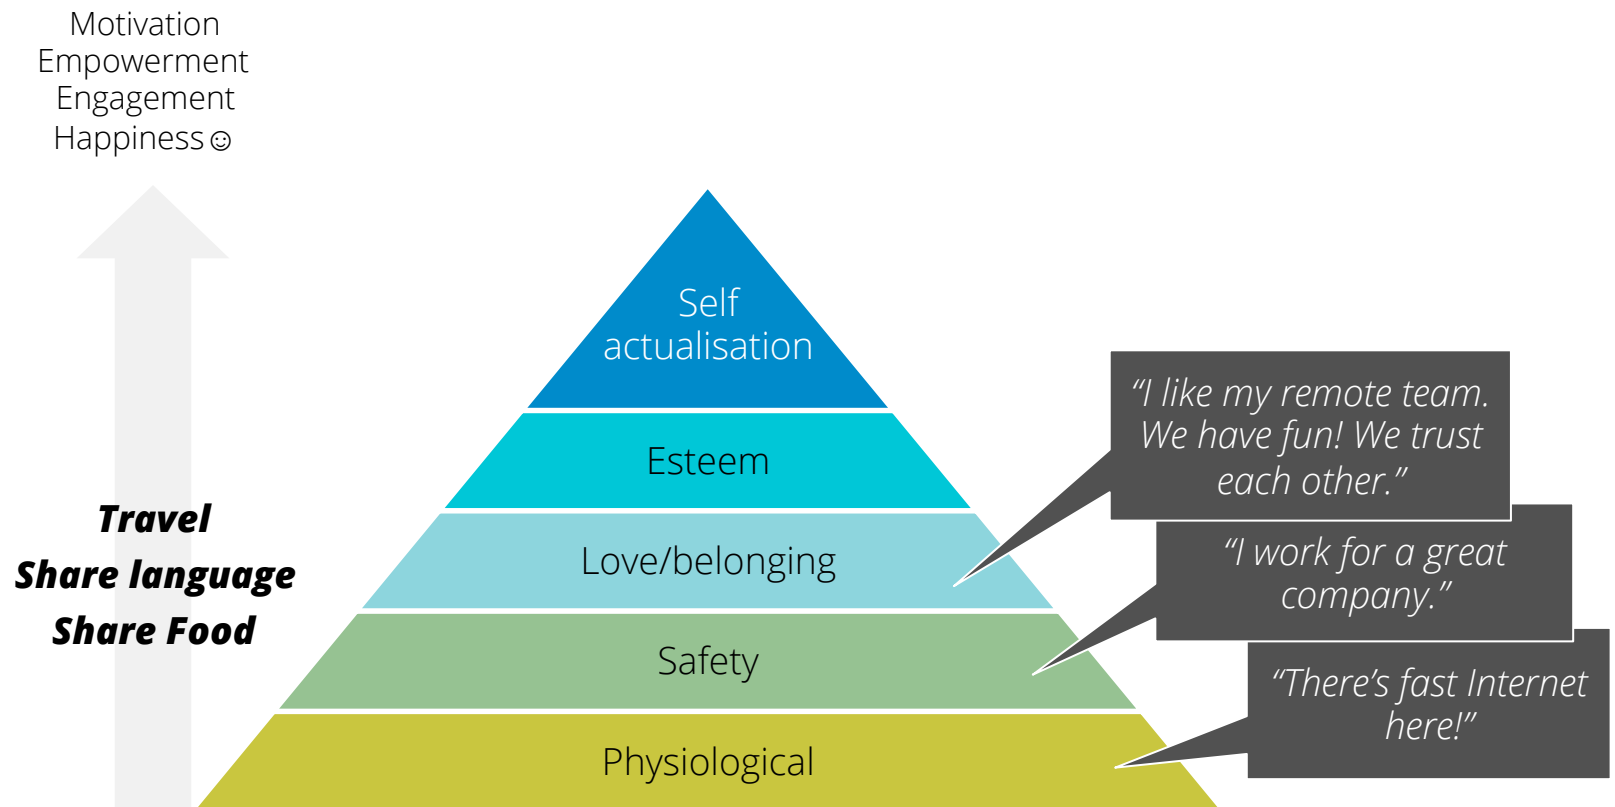 Motivation
Empowerment
Engagement
Happiness☺
Self
actualisation
Esteem
Love/belonging
Safety
Physiological
Travel
Share language
Share Food
“I like my remote team.
We have fun! We trust
each other.”
“I work for a great
company.”
“There’s fast Internet
here!”